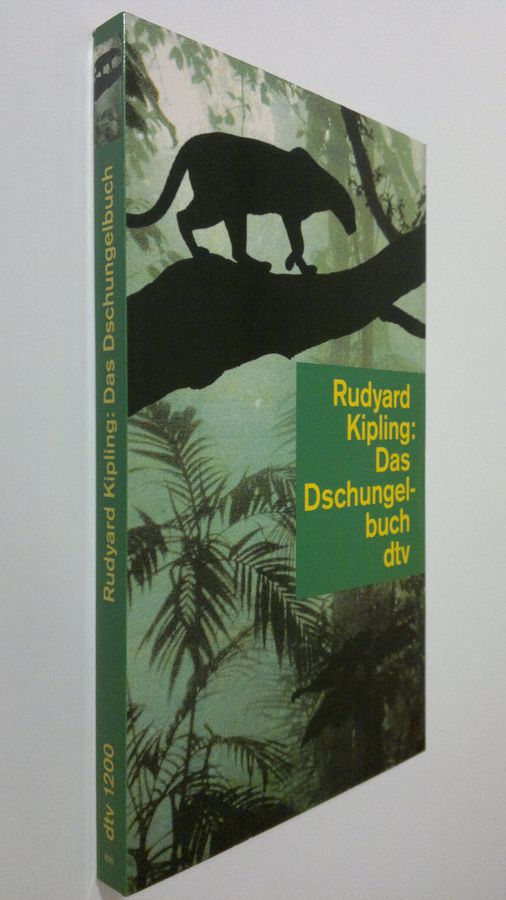 Rudyard Kipling: Das Dschungelbuch
dtv 1200
Rudyard
Kipling:
Das
Dschungel-
buch
dtv